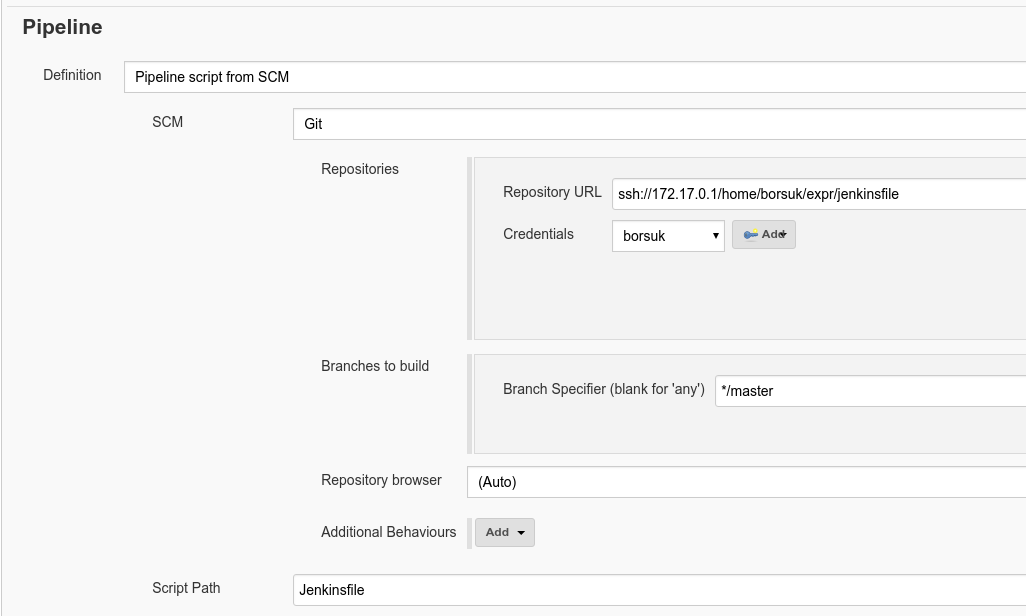 Pipeline
Definition
Pipeline script from SCM
SCM
Git
Repositories
Repository URL
ssh://172.17.0.1/home/borsuk/expr/jenkinsfile
Credentials
borsuk
Add
Branches to build
Branch Specifier (blank for 'any')
*/master
Repository browser
(Auto)
Additional Behaviours
Add
Script Path
Jenkinsfile